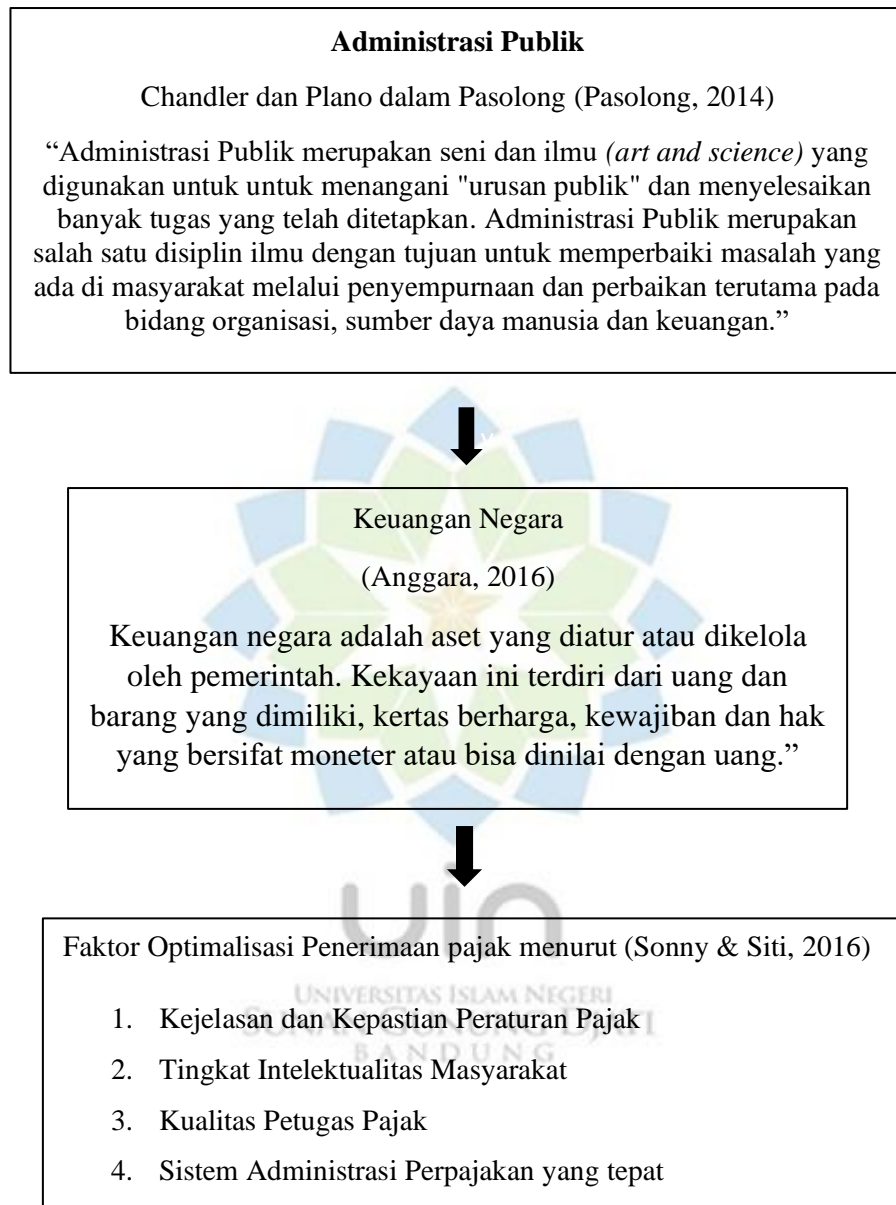 Administrasi Publik
Chandler dan Plano dalam Pasolong (Pasolong, 2014)
“Administrasi Publik merupakan seni dan ilmu (art and science) yang
digunakan untuk untuk menangani "urusan publik" dan menyelesaikan
banyak tugas yang telah ditetapkan. Administrasi Publik merupakan
salah satu disiplin ilmu dengan tujuan untuk memperbaiki masalah yang
ada di masyarakat melalui penyempurnaan dan perbaikan terutama pada
bidang organisasi, sumber daya manusia dan keuangan.”
Keuangan Negara
(Anggara, 2016)
Keuangan negara adalah aset yang diatur atau dikelola
oleh pemerintah. Kekayaan ini terdiri dari uang dan
barang yang dimiliki, kertas berharga, kewajiban dan hak
yang bersifat moneter atau bisa dinilai dengan uang.”
uin
Faktor Optimalisasi Penerimaan pajak menurut (Sonny & Siti, 2016)
UNIVERSITAS ISLAM NEGERI
1. Kejelasan dan Kepastian Peraturan Pajak
SUNAN GUNUNG DJATI
BANDUNG
2. Tingkat Intelektualitas Masyarakat
3. Kualitas Petugas Pajak
4. Sistem Administrasi Perpajakan yang tepat